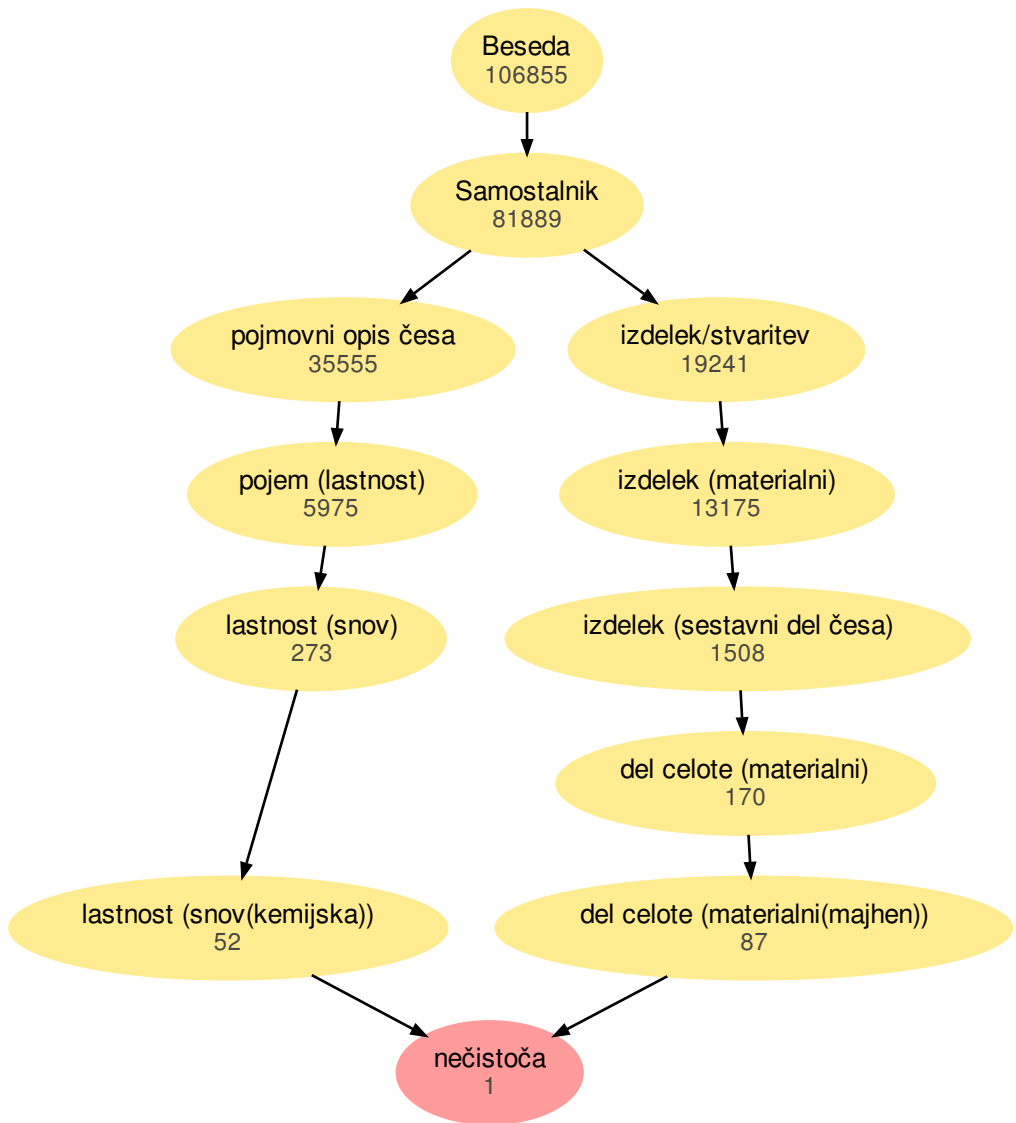 Beseda
106855
Samostalnik
81889
pojmovni opis česa
35555
izdelek/stvaritev
19241
pojem (lastnost)
5975
izdelek (materialni)
13175
lastnost (snov)
273
izdelek (sestavni del česa)
1508
del celote (materialni)
170
lastnost (snov(kemijska))
52
del celote (materialni(majhen))
87
nečistoča
1